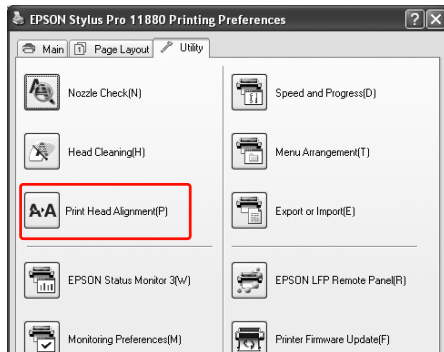 EPSON Stylus Pro 11880 Printing Preferences
Main Page Layout Utility
Nozzle Check(N)
Speed and Progress(D)
Head Cleaning(H)
Menu Arrangement(T)
Print Head Alignment(P)
Export or Import(E)
EPSON Status Monitor 3(W)
EPSON LFP Remote Panel(R)
Monitoring Preferences(M)
Printer Firmware Update(F)